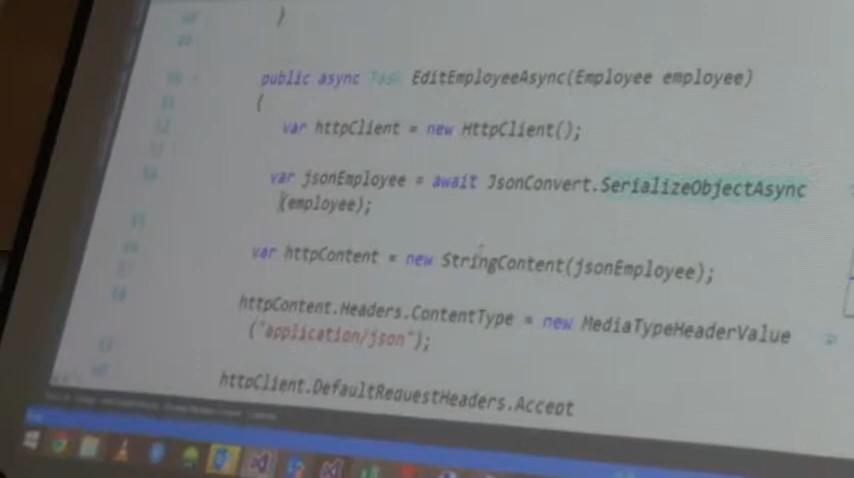 }
public async Task EditEmployeeAsync(Employee employee)
{
var httpClient = new HttpClient();
var jsonEmployee = await JsonConvert.SerializeObjectAsync
(employee);
var httpContent = new StringContent(jsonEmployee);
httpContent.Headers.ContentType = new MediaTypeHeaderValue
("application/json");
httpClient.DefaultRequestHeaders.Accept